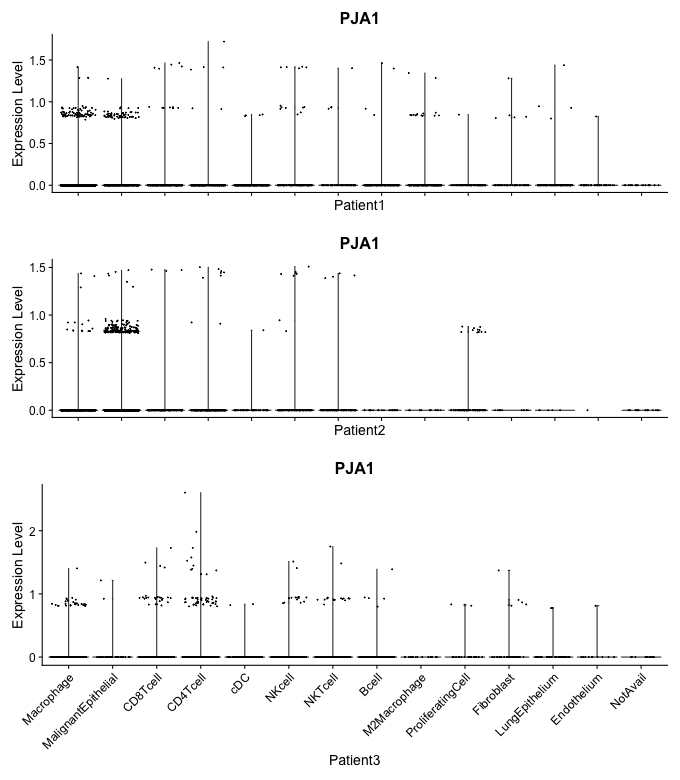 PJA1
Expression Level
1.5
1.0
0.5
0.0
Patient1
PJA1
Expression Level
1.5
1.0
0.5
0.0
Patient2
PJA1
Expression Level
2
1
0
Macrophage
MalignantEpithelial
CD8Tcell
CD4Tcell
cDC
NKcell
NKTcell
Bcell
M2Macrophage
ProliferatingCell
Fibroblast
LungEpithelium
Endothelium
NotAvail
Patient3